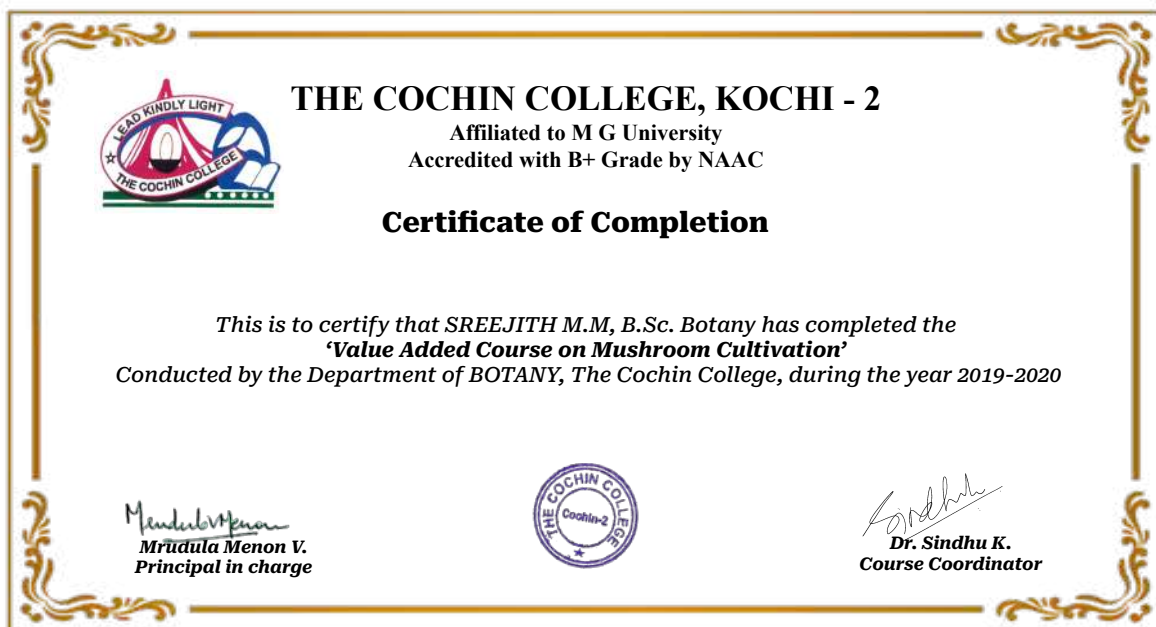 LEAD KINDLY LIGHT
THE COCHIN COLLEGE
THE COCHIN COLLEGE, KOCHI - 2
Affiliated to M G University
Accredited with B+ Grade by NAAC
Certificate of Completion
This is to certify that SREEJITH M.M, B.Sc. Botany has completed the
‘Value Added Course on Mushroom Cultivation’
Conducted by the Department of BOTANY, The Cochin College, during the year 2019-2020
Mrudula Menon V.
Principal in charge
THE COCHIN COLLEGE
Cochin-2
Sindhu
Dr. Sindhu K.
Course Coordinator